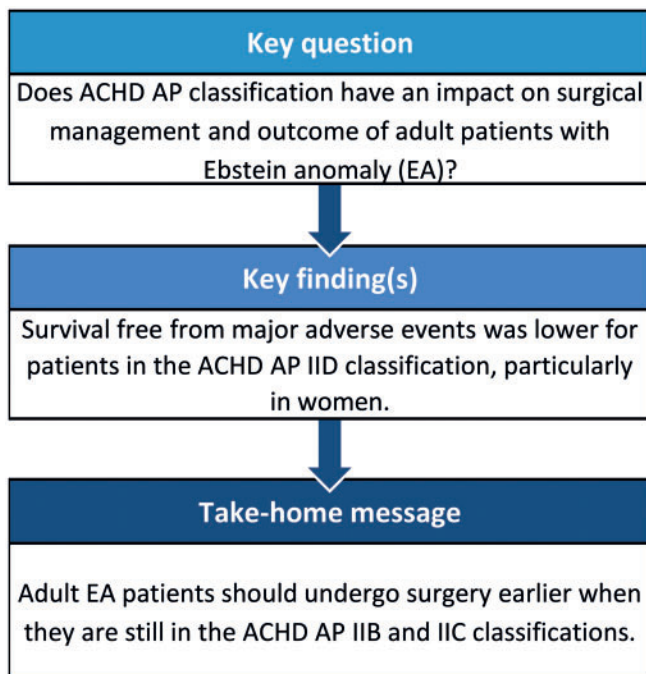 Key question
Does ACHD AP classification have an impact on surgical
management and outcome of adult patients with
Ebstein anomaly (EA)?
Key finding(s)
Survival free from major adverse events was lower for
patients in the ACHD AP IID classification, particularly
in women.
Take-home message
Adult EA patients should undergo surgery earlier when
they are still in the ACHD AP IIB and IIC classifications.